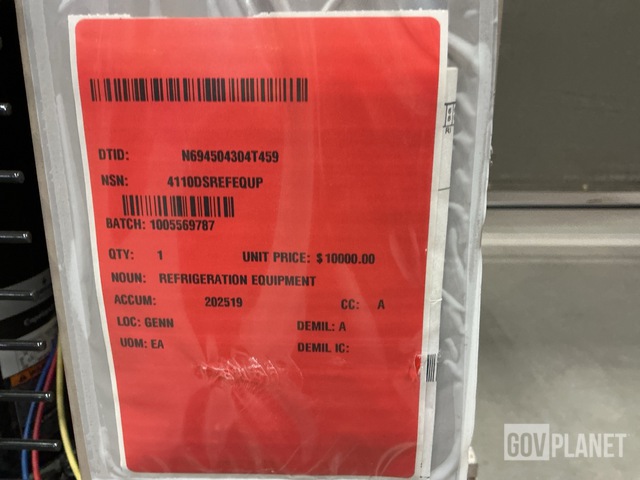 DTID: N694504304T459
NSN: 4110DSREFEQUP
BATCH: 1005569787
QTY: 1 UNIT PRICE: $ 10000.00
NOUN: REFRIGERATION EQUIPMENT
ACCUM: 202519 CC: A
LOC: GENN DEMIL: A
UOM: EA DEMIL IC:
GOVPLANET